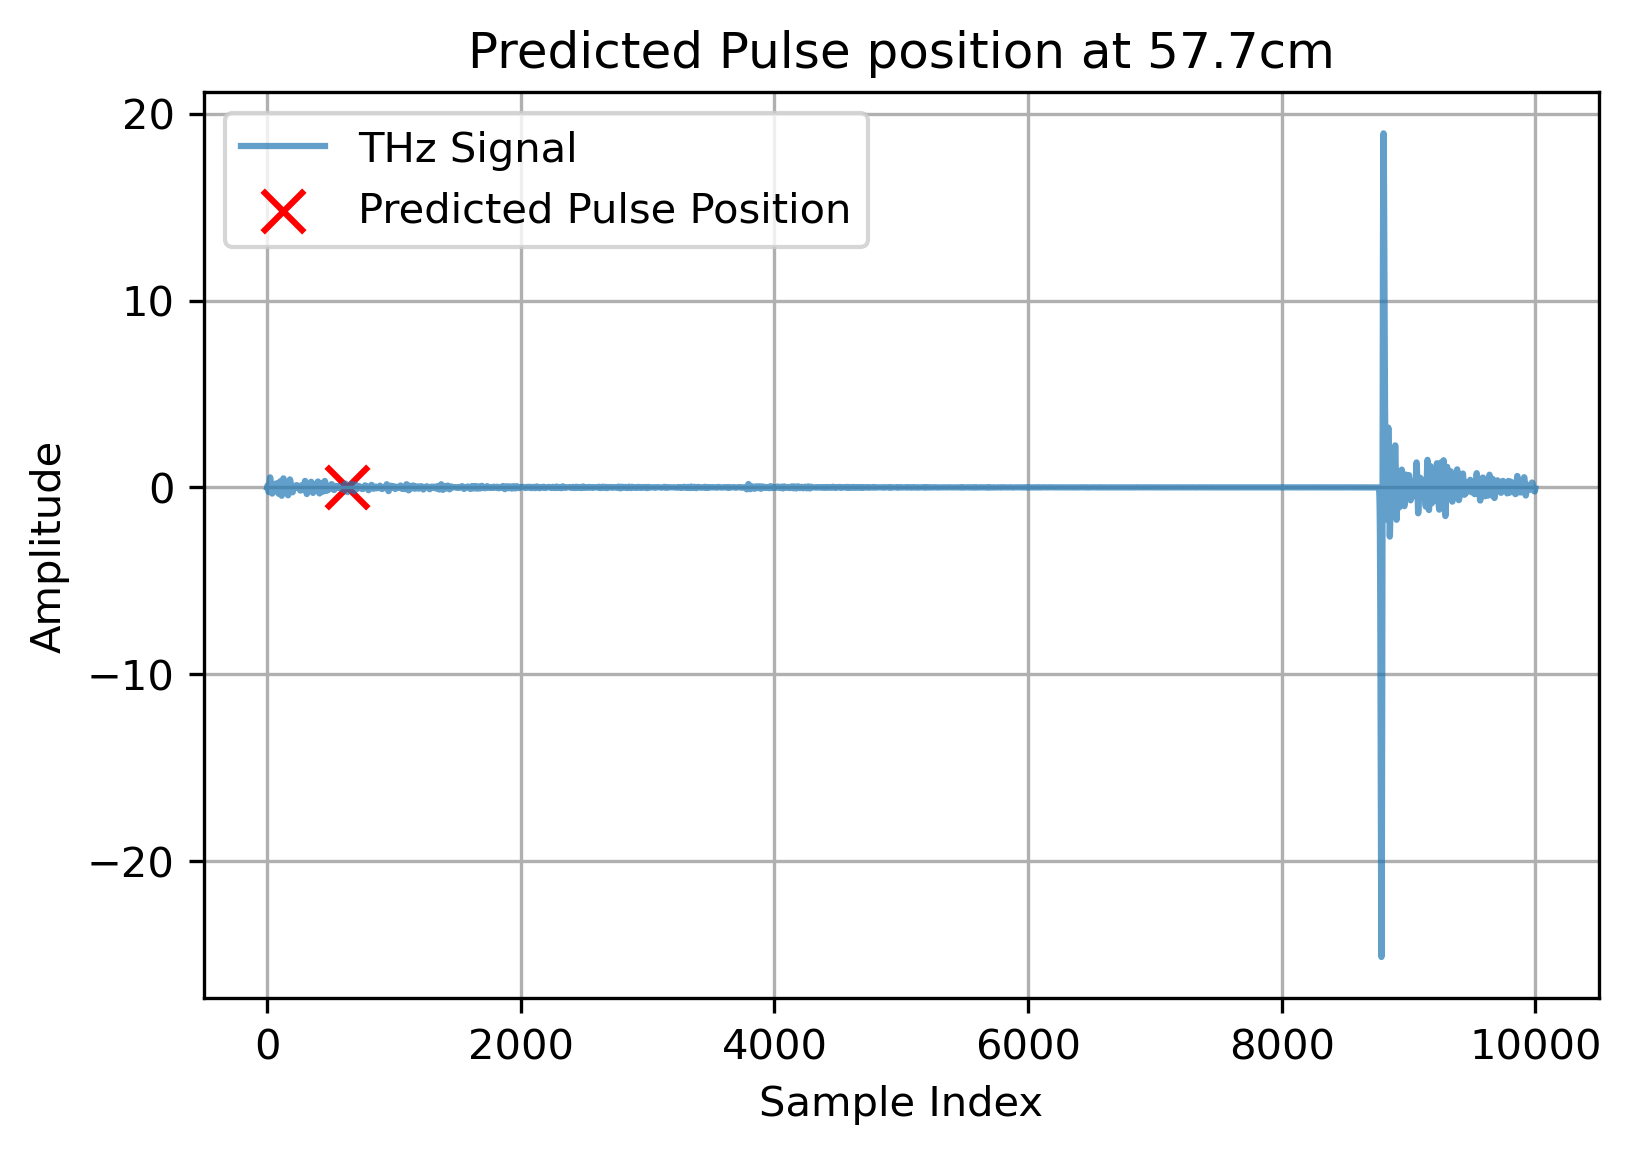 Predicted Pulse position at 57.7cm
THz Signal
Predicted Pulse Position
20
10
0
−10
−20
Amplitude
0 2000 4000 6000 8000 10000
Sample Index